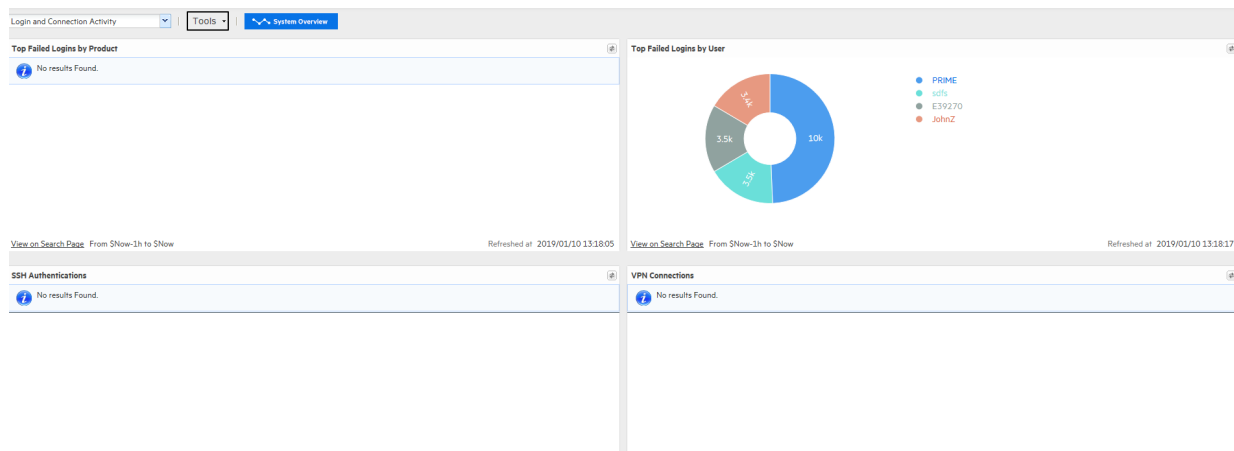 Login and Connection Activity
Tools
System Overview
Top Failed Logins by Product
No results Found.
View on Search Page From $Now-1h to $Now
Refreshed at 2019/01/10 13:18:05
Top Failed Logins by User
10k
3.5k
3.5k
3.4k
PRIME
sdfs
E39270
JohnZ
View on Search Page From $Now-1h to $Now
Refreshed at 2019/01/10 13:18:17
SSH Authentications
No results Found.
VPN Connections
No results Found.